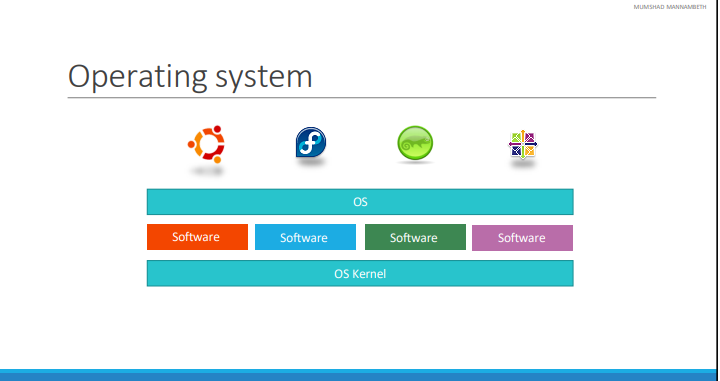 MUMSHAD MANNAMBETH
Operating system
OS
Software Software Software Software
OS Kernel